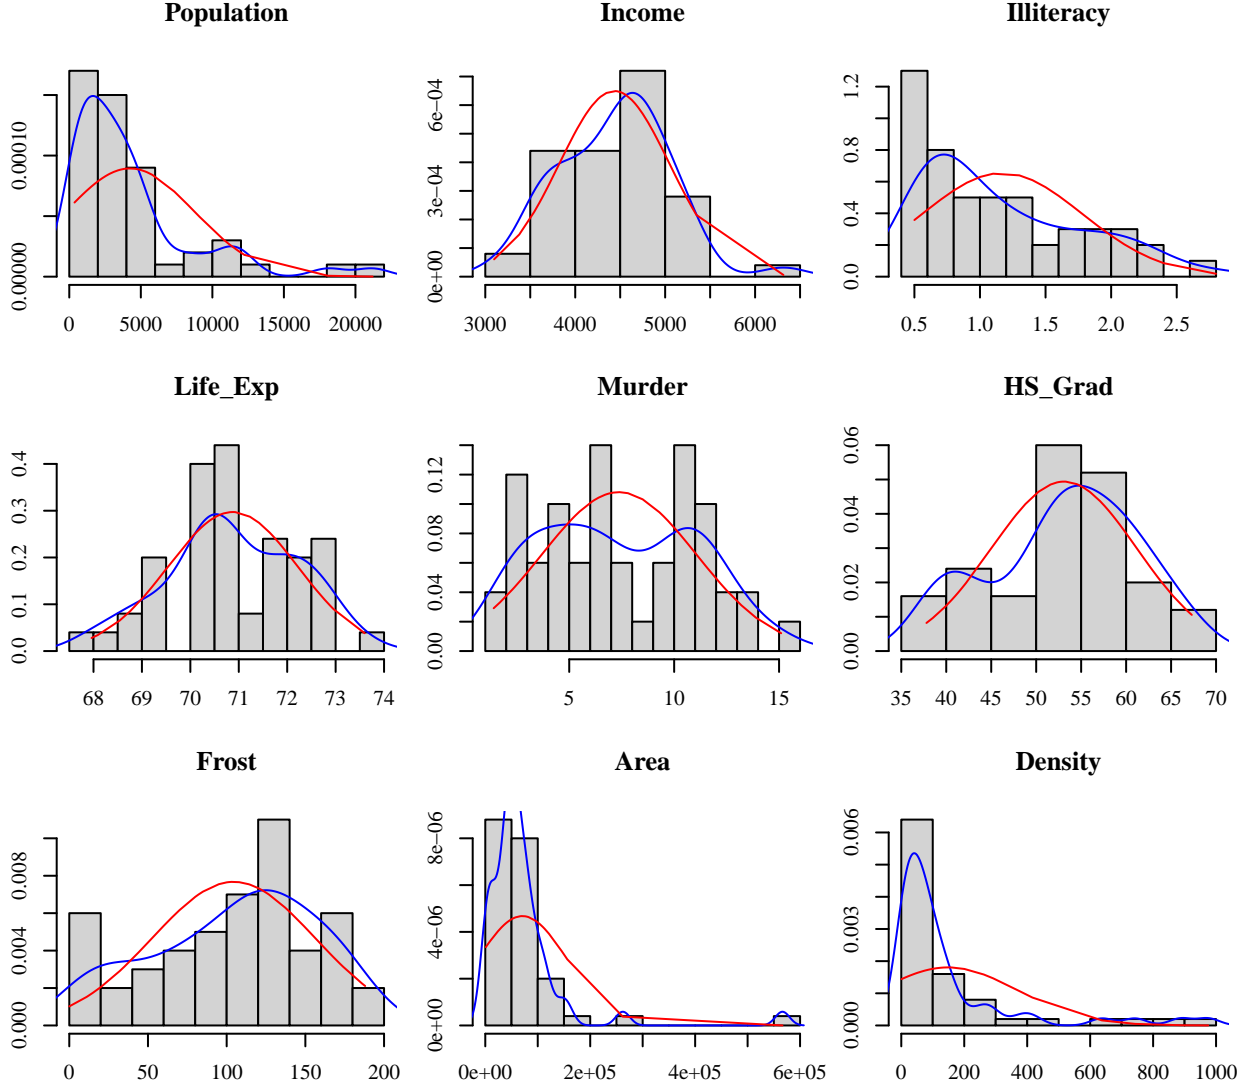 Population
0.00000 0.00010
0 5000 10000 15000 20000
Income
0e+00 3e−04 6e−04
3000 4000 5000 6000
Illiteracy
0.0 0.4 0.8 1.2
0.5 1.0 1.5 2.0 2.5
Life_Exp
0.0 0.1 0.2 0.3 0.4
68 69 70 71 72 73 74
Murder
0.00 0.04 0.08 0.12
5 10 15
HS_Grad
0.00 0.02 0.04 0.06
35 40 45 50 55 60 65 70
Frost
0.000 0.004 0.008
0 50 100 150 200
Area
0e+00 4e−06 8e−06
0e+00 2e+05 4e+05 6e+05
Density
0.000 0.003 0.006
0 200 400 600 800 1000